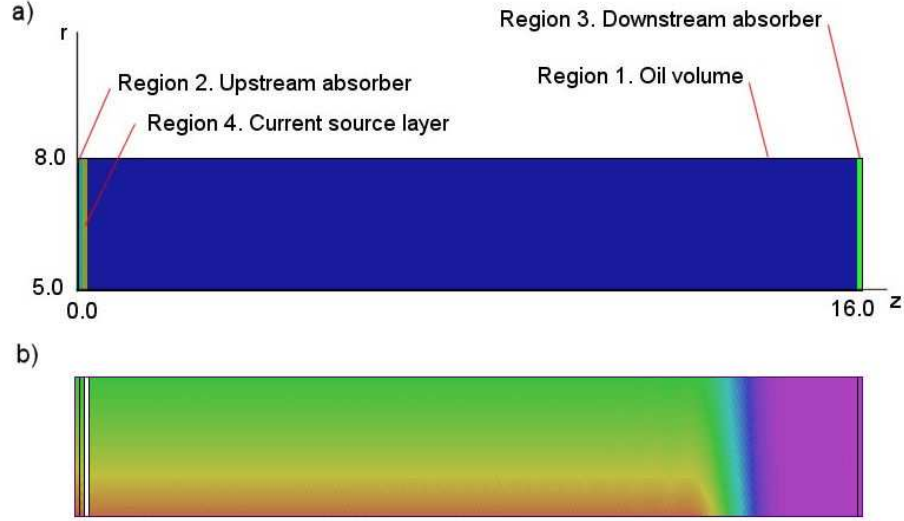 a)
r
Region 3. Downstream absorber
Region 2. Upstream absorber
Region 1. Oil volume
Region 4. Current source layer
8.0
5.0
0.0
16.0
z
b)